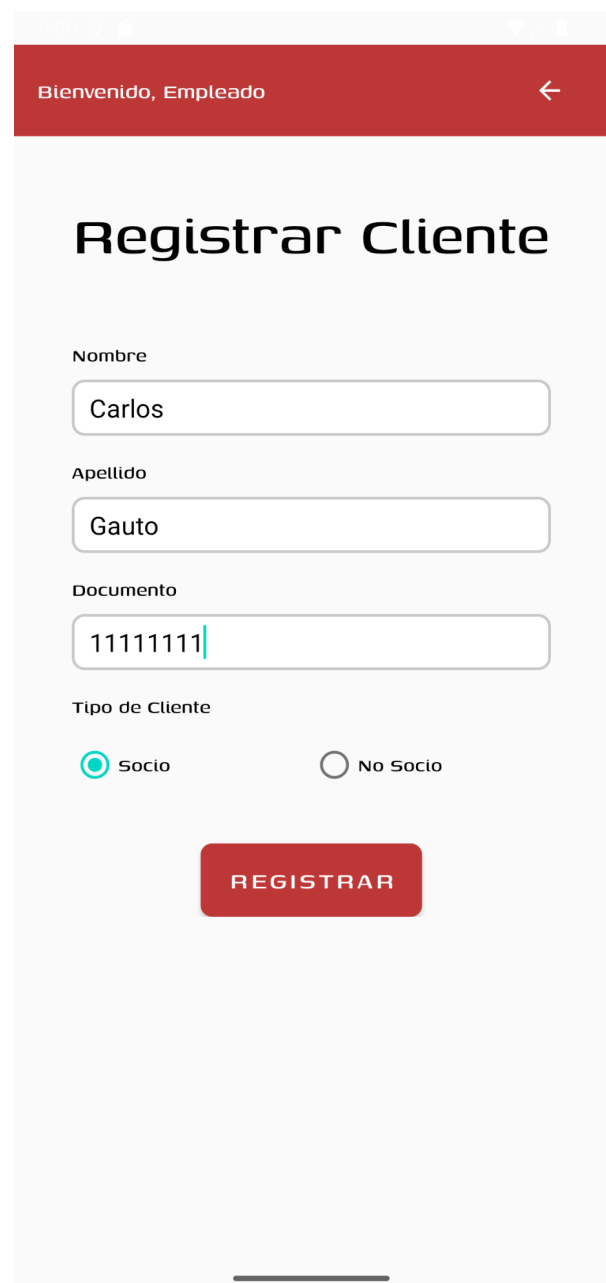 Bienvenido, Empleado
Registrar Cliente
Nombre
Carlos
Apellido
Gauto
Documento
11111111
Tipo de Cliente
Socio
No Socio
REGISTRAR